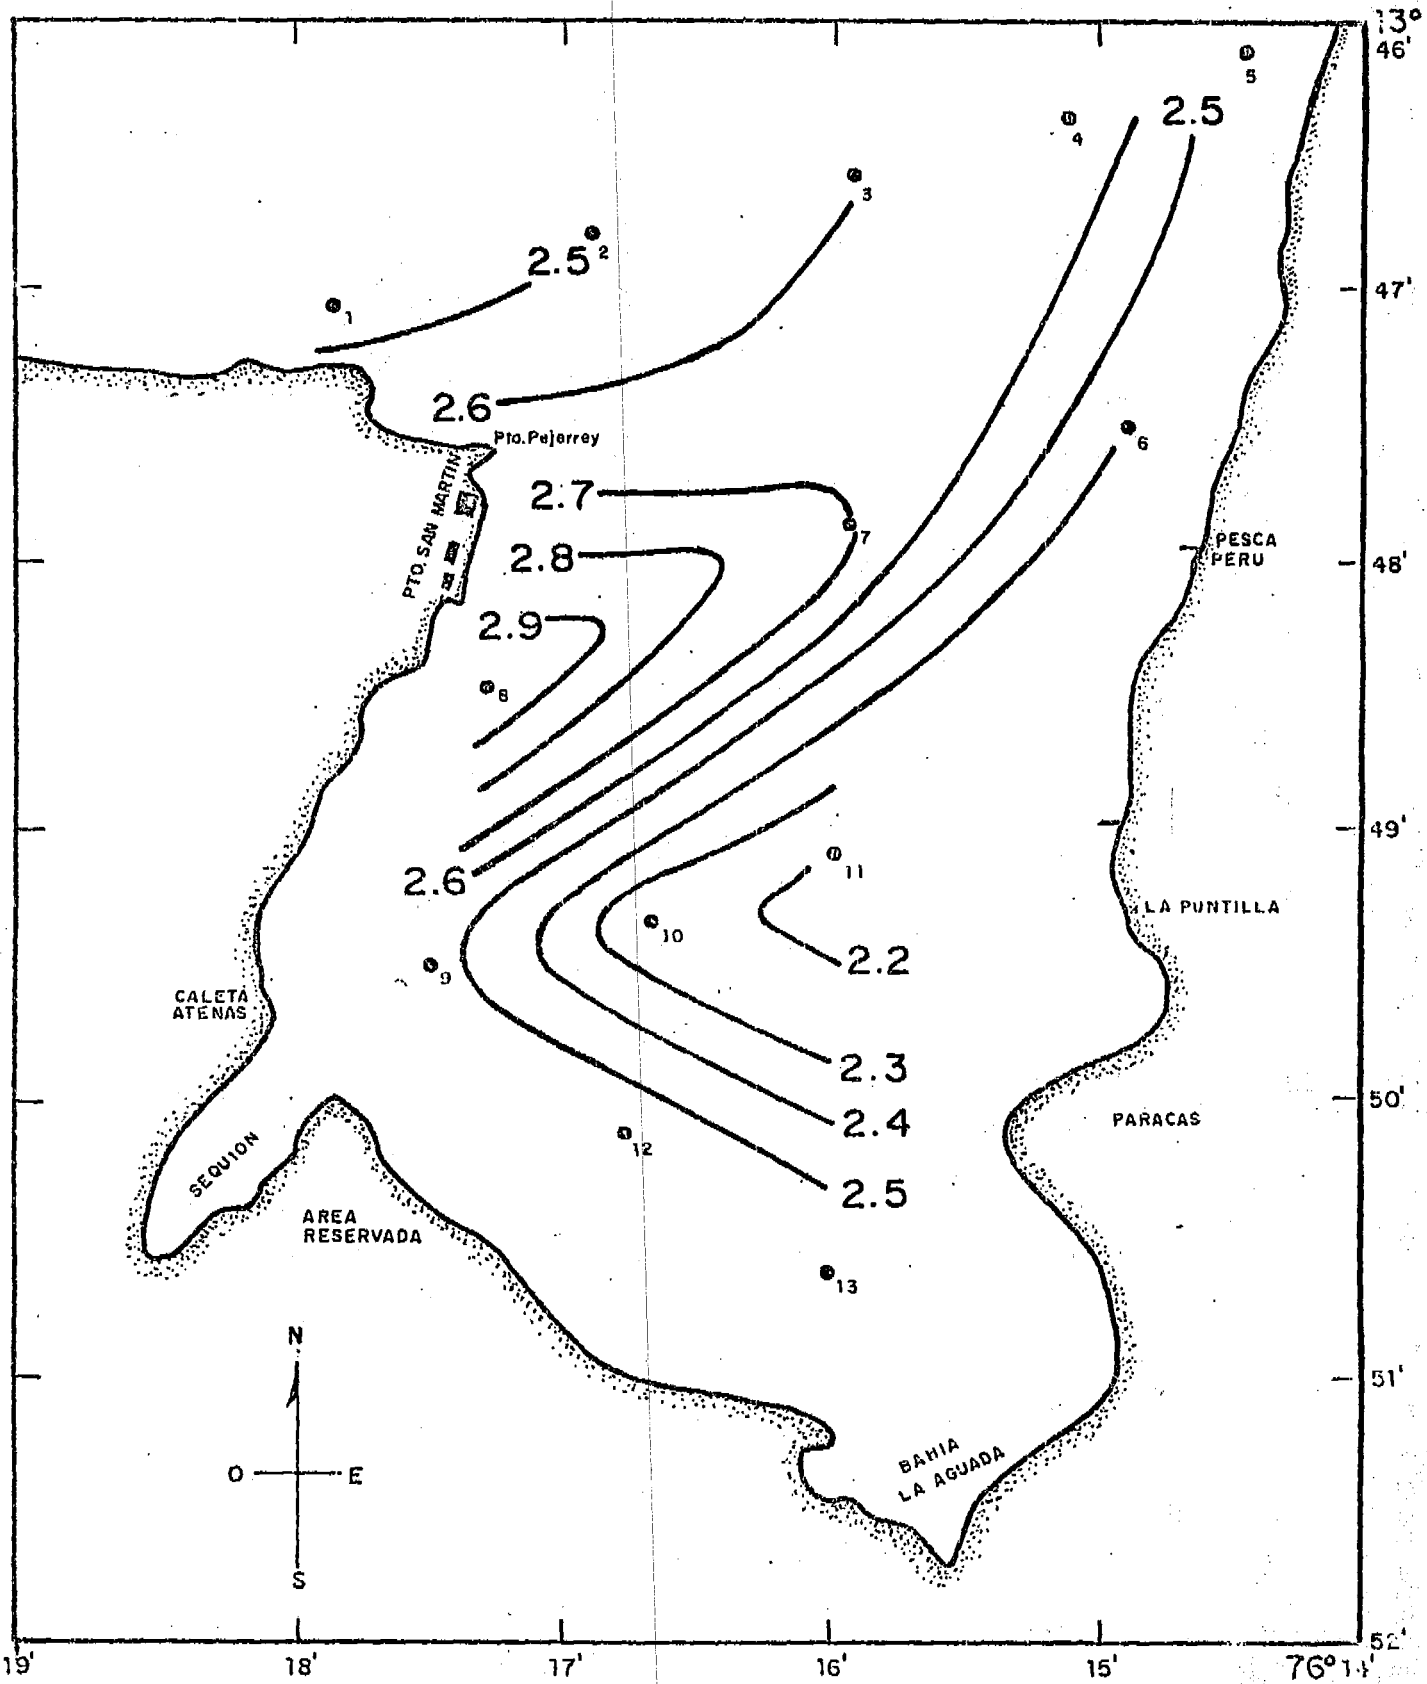 13°
46'
5
2.5
4
3
2.5
2
47'
1
2.6
Pto. Pejerrey
6
PTO. SAN MARTIN
2.7
7
2.8
PESCA
PERU
48'
2.9
8
49'
11
2.6
LA PUNTILLA
10
2.2
9
CALETA
ATENAS
2.3
50'
PARACAS
2.4
12
SEQUION
2.5
AREA
RESERVADA
13
N
51'
BAHIA
LA AGUADA
O
E
S
52'
19'
18'
17'
16'
15'
76° 14'